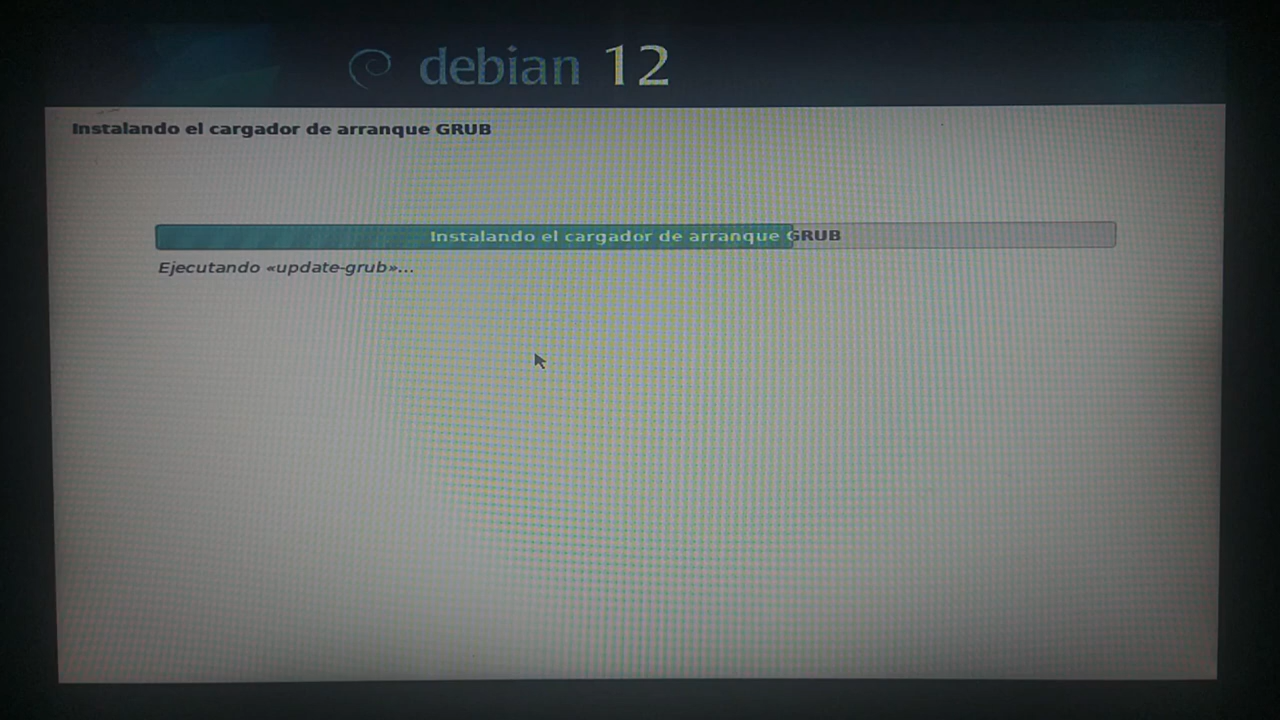 debian 12
Instalando el cargador de arranque GRUB
Instalando el cargador de arranque GRUB
Ejecutando «update-grub»...